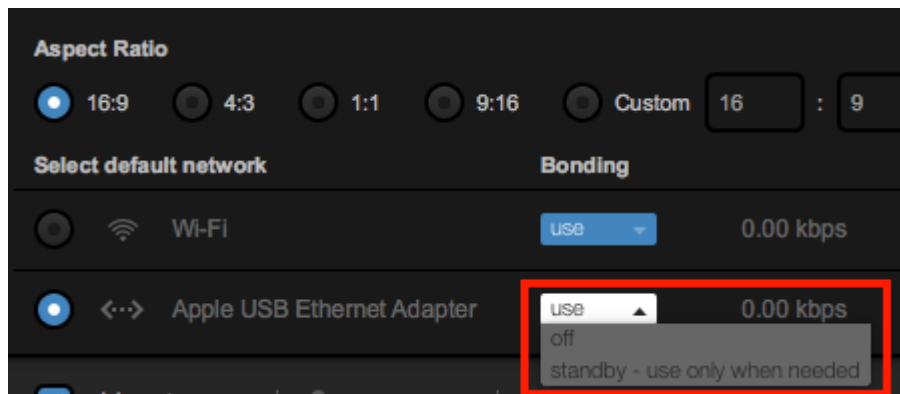 Aspect Ratio
16:9 4:3 1:1 9:16 Custom 16 : 9
Select default network Bonding
Wi-Fi use 0.00 kbps
Apple USB Ethernet Adapter use 0.00 kbps
off
standby - use only when needed